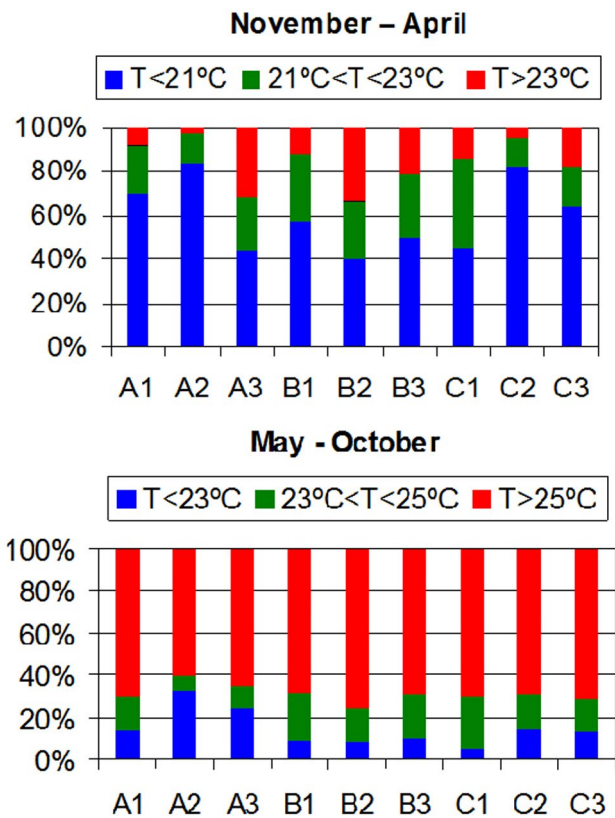 November – April
T<21ºC 21ºC<T<23ºC T>23ºC
100%
80%
60%
40%
20%
0%
A1 A2 A3 B1 B2 B3 C1 C2 C3
May - October
T<23ºC 23ºC<T<25ºC T>25ºC
100%
80%
60%
40%
20%
0%
A1 A2 A3 B1 B2 B3 C1 C2 C3